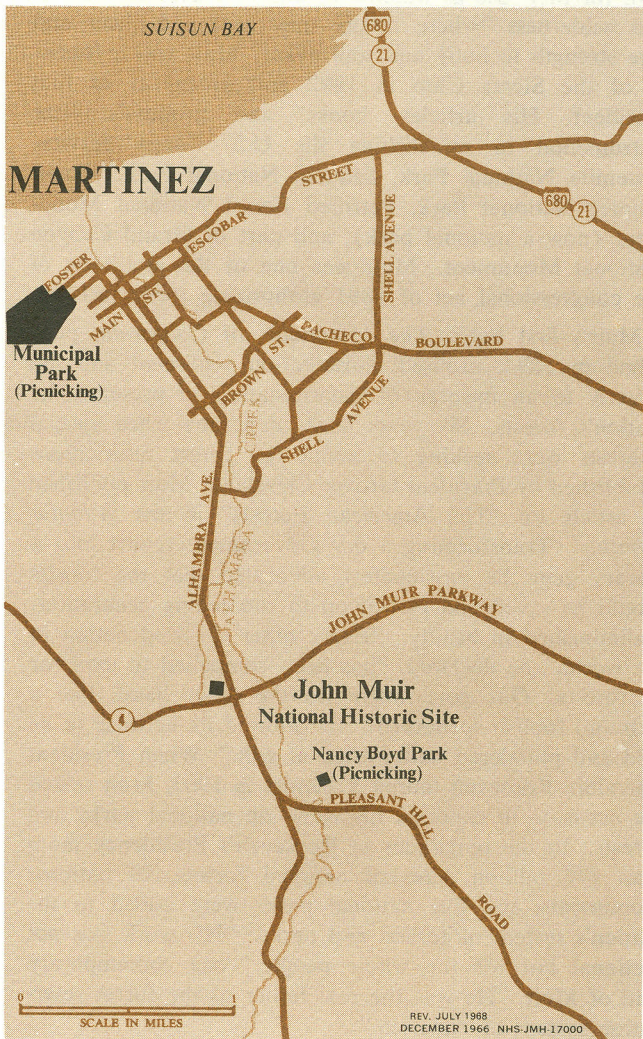 SUISUN BAY
680
21
MARTINEZ
STREET
680
21
ESCOBAR
SHELL AVENUE
FOSTER
MAIN ST.
PACHECO BOULEVARD
Municipal
Park
(Picnicking)
BROWN ST.
CREEK
SHELL AVENUE
ALHAMBRA AVE.
ALHAMBRA
JOHN MUIR PARKWAY
John Muir
National Historic Site
4
Nancy Boyd Park
(Picnicking)
PLEASANT HILL
ROAD
0 1
SCALE IN MILES
REV. JULY 1968
DECEMBER 1966 NHS-JMH-17000